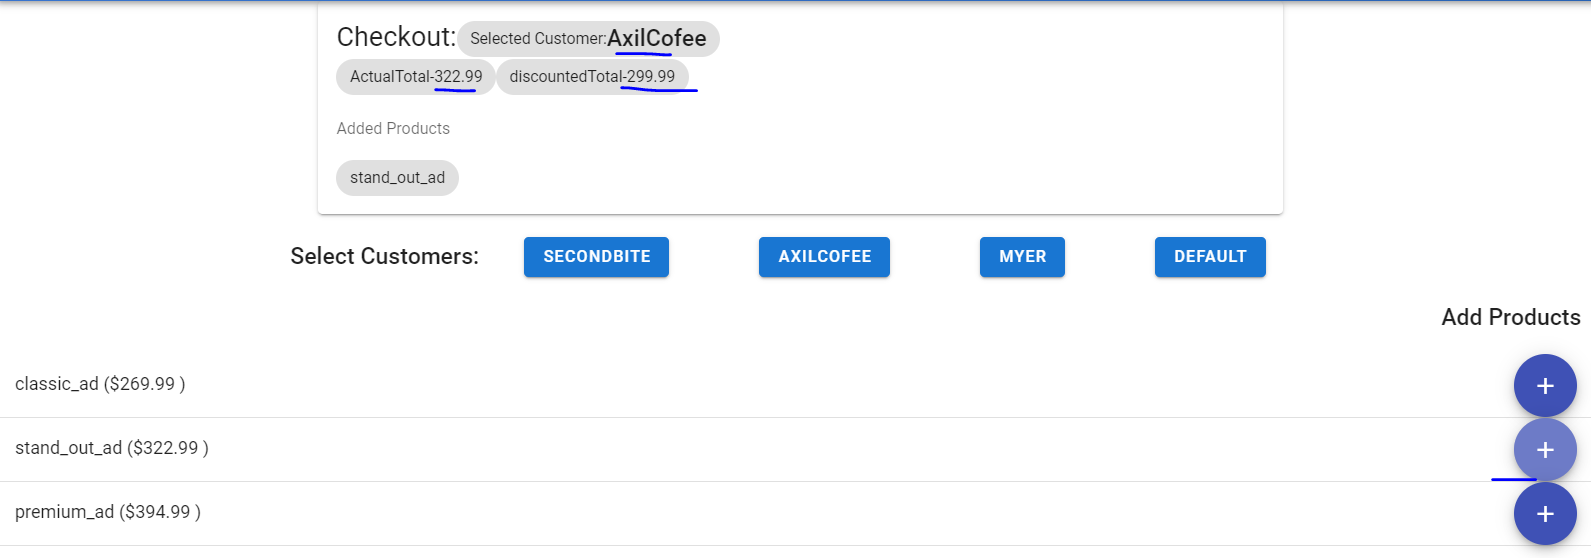 Checkout: Selected Customer:AxilCofee
ActualTotal-322.99 discountedTotal-299.99
Added Products
stand_out_ad
Select Customers: SECONDBITE AXILCOFEE MYER DEFAULT
Add Products
classic_ad ($269.99 ) +
stand_out_ad ($322.99 ) +
premium_ad ($394.99 ) +